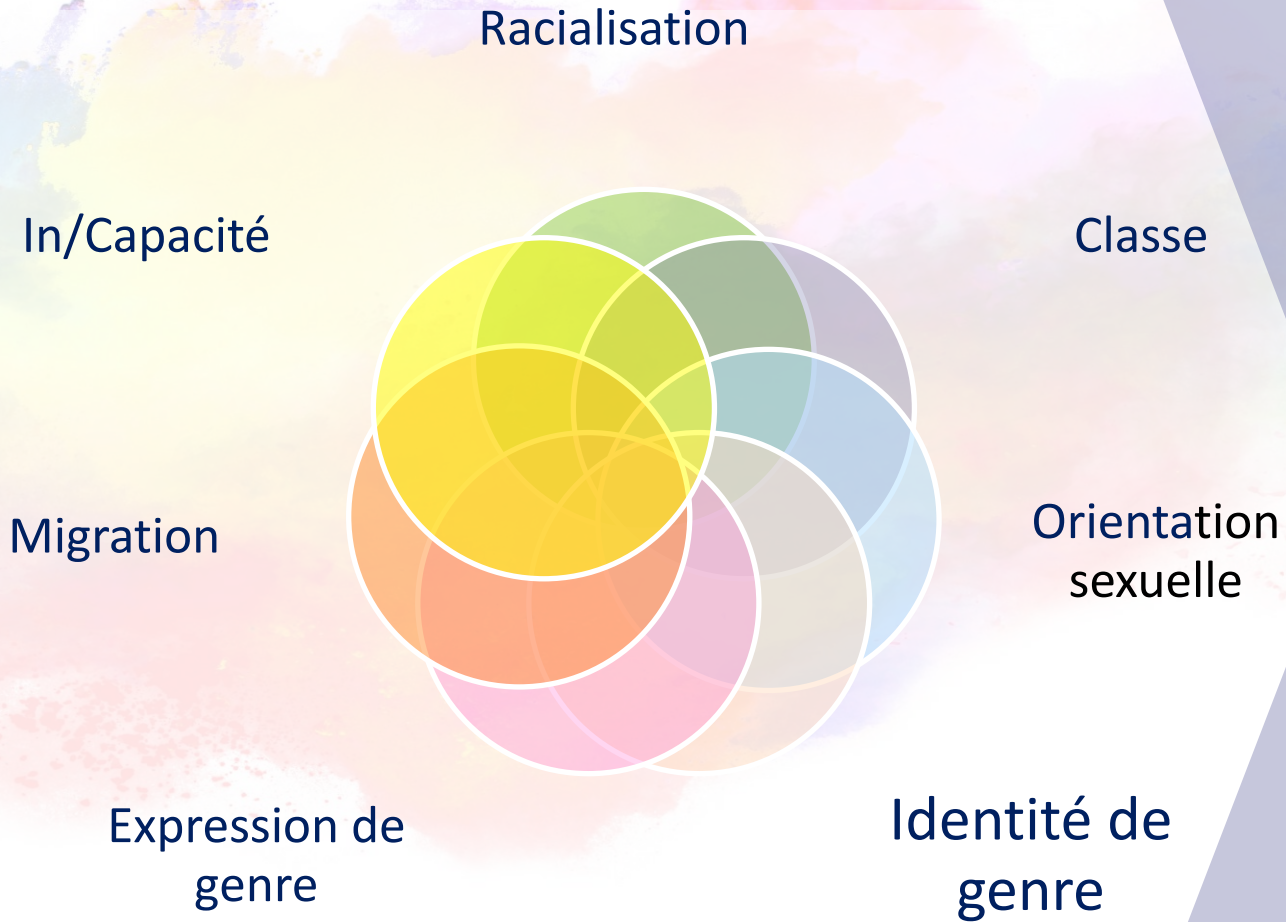 Racialisation
In/Capacité
Classe
Migration
Orientation
sexuelle
Expression de
genre
Identité de
genre